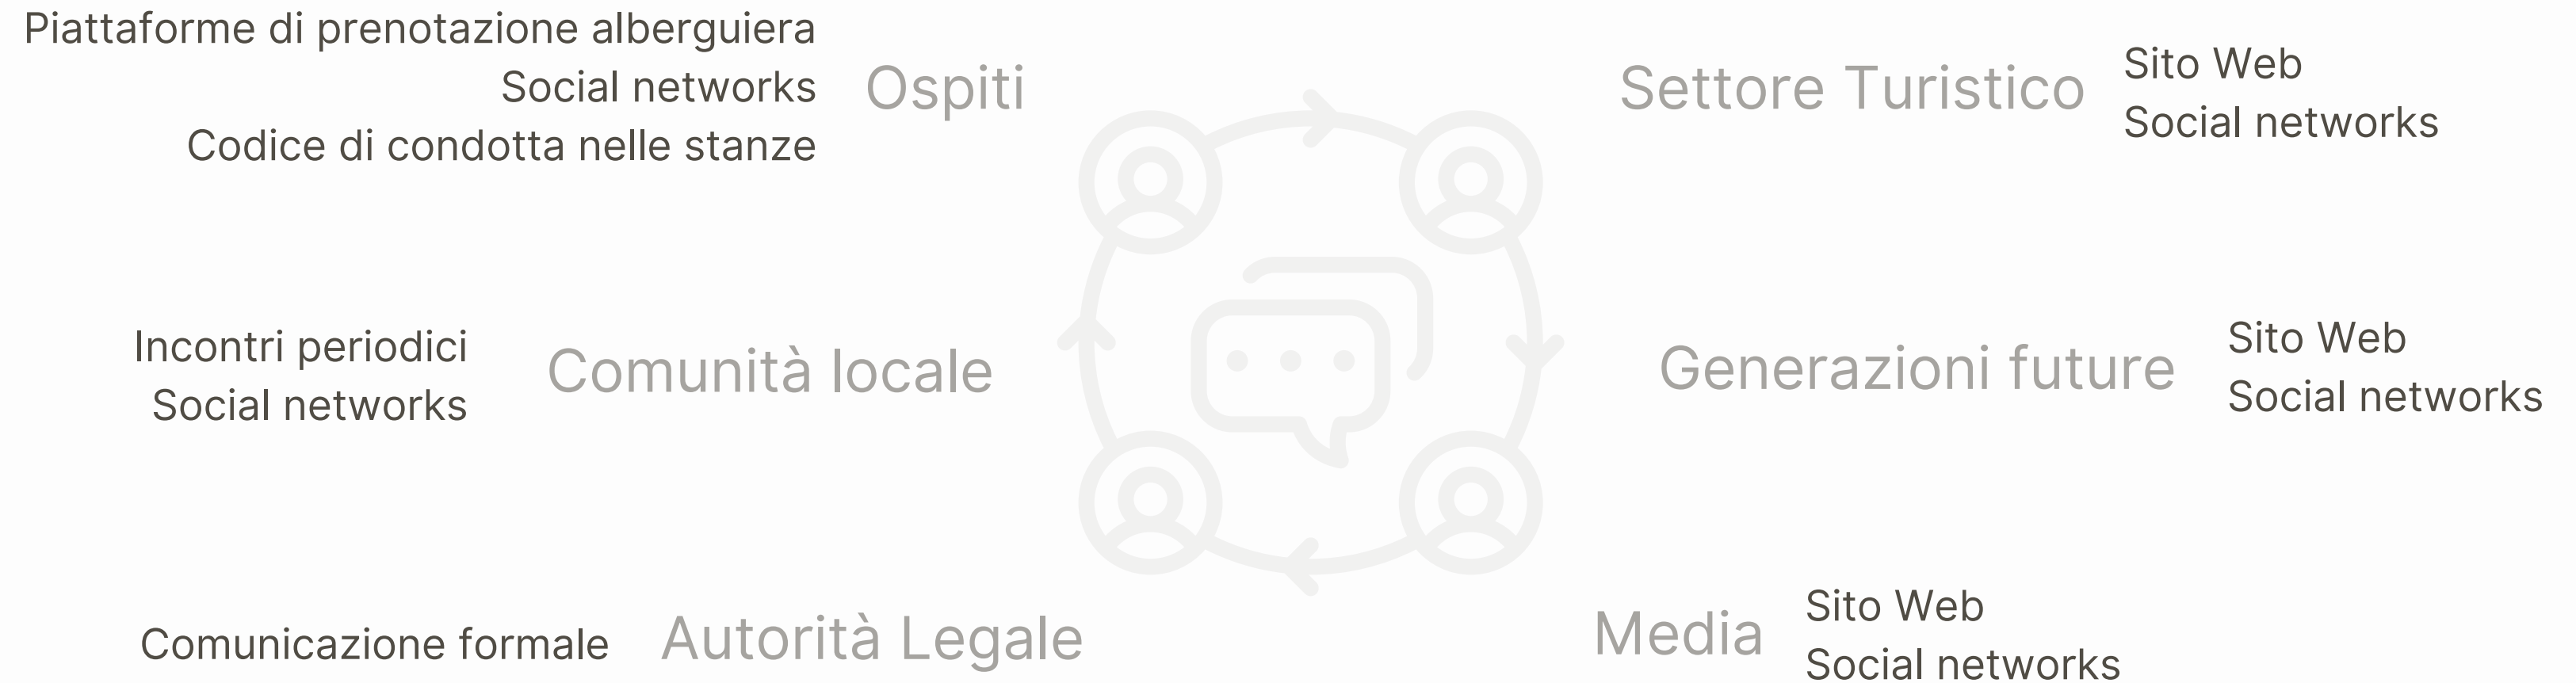 Piattaforme di prenotazione alberguiera
Social networks
Codice di condotta nelle stanze
Ospiti
Settore Turistico
Sito Web
Social networks
Incontri periodici
Social networks
Comunità locale
Generazioni future
Sito Web
Social networks
Comunicazione formale
Autorità Legale
Media
Sito Web
Social networks